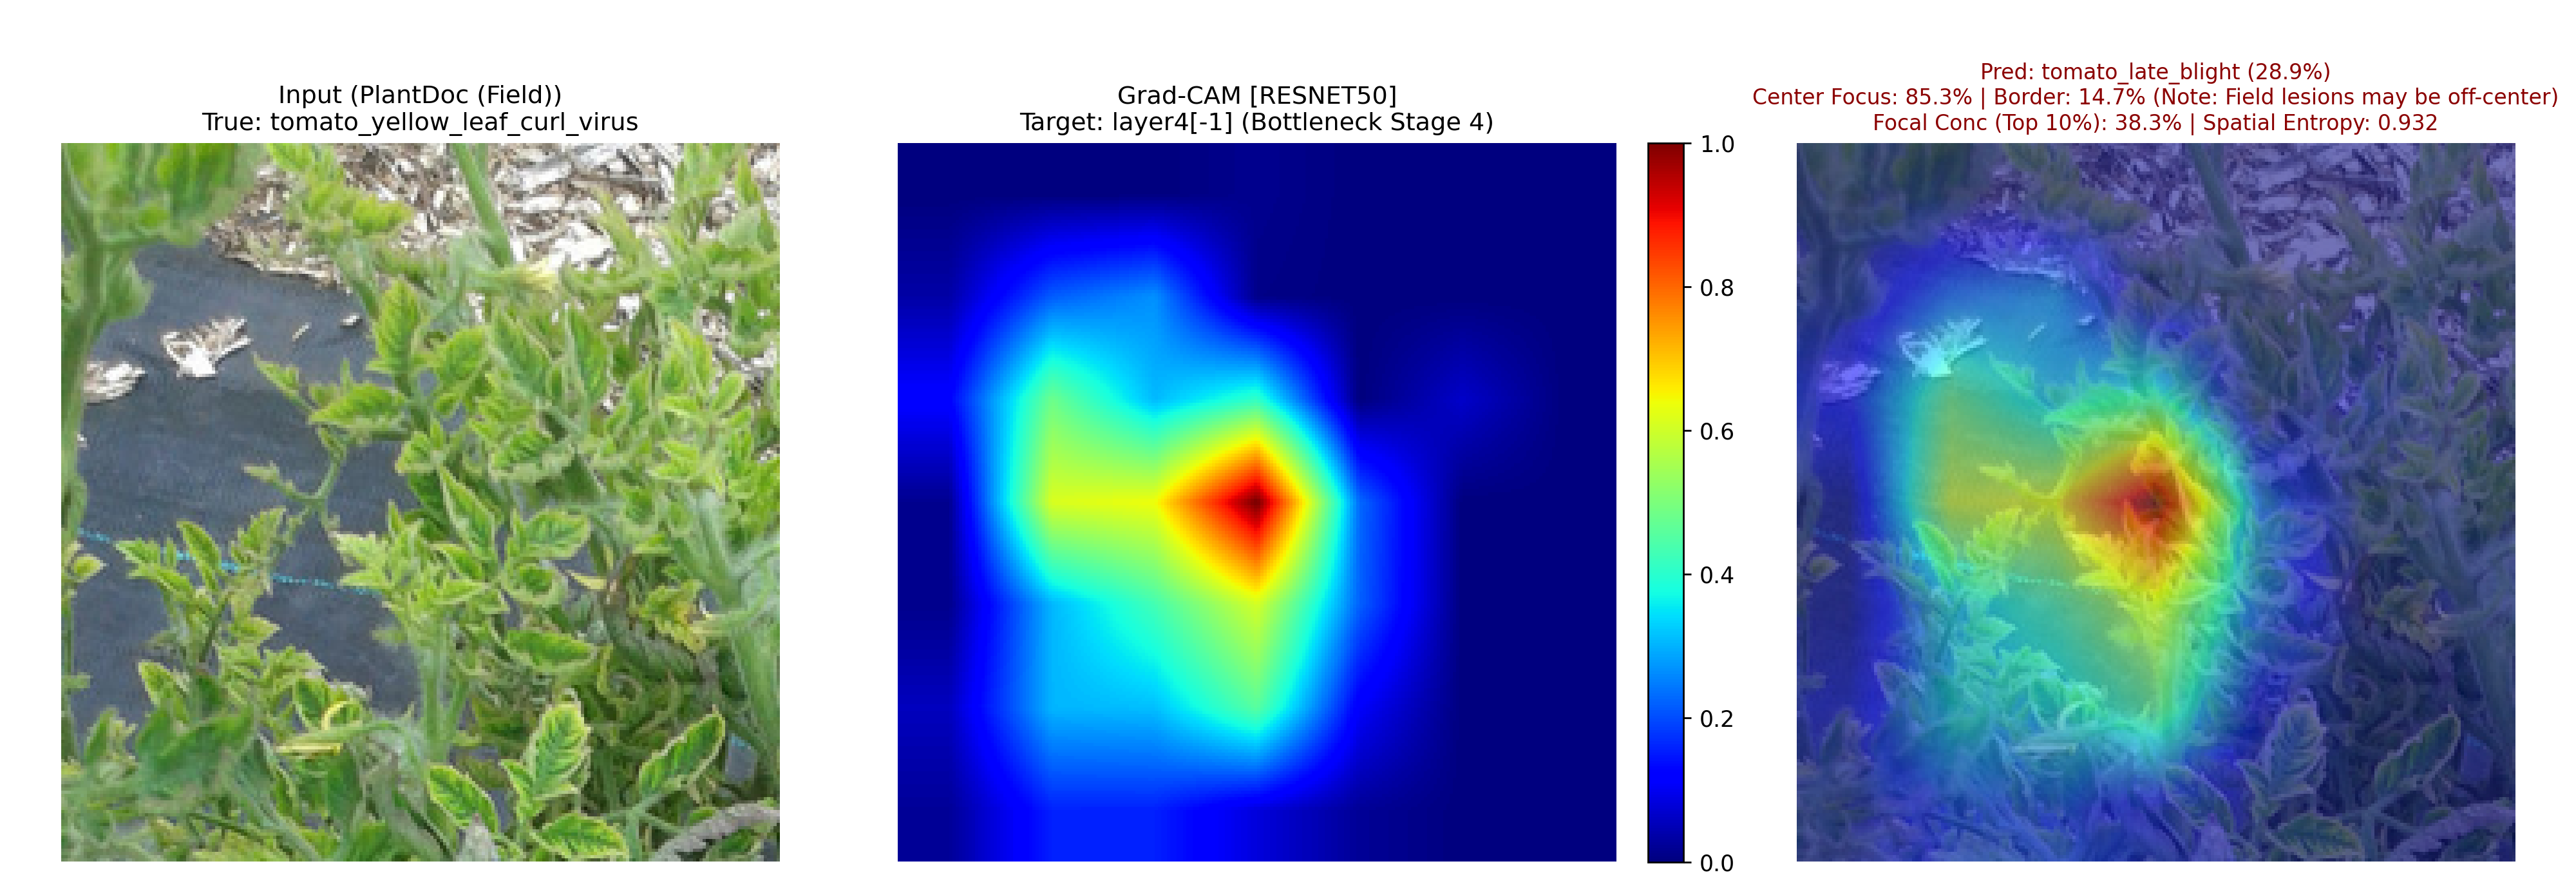 Input (PlantDoc (Field))
True: tomato_yellow_leaf_curl_virus
Grad-CAM [RESNET50]
Target: layer4[-1] (Bottleneck Stage 4)
1.0
0.8
0.6
0.4
0.2
0.0
Pred: tomato_late_blight (28.9%)
Center Focus: 85.3% | Border: 14.7% (Note: Field lesions may be off-center)
Focal Conc (Top 10%): 38.3% | Spatial Entropy: 0.932